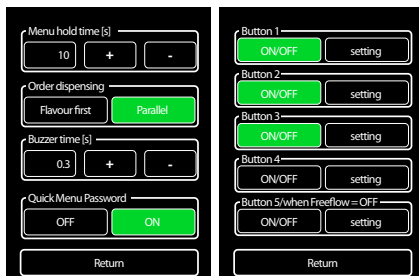 Menu hold time [s]
10 + -
Order dispensing
Flavour first Parallel
Buzzer time [s]
0.3 + -
Quick Menu Password
OFF ON
Return
Button 1
ON/OFF setting
Button 2
ON/OFF setting
Button 3
ON/OFF setting
Button 4
ON/OFF setting
Button 5/when Freeflow = OFF
ON/OFF setting
Return